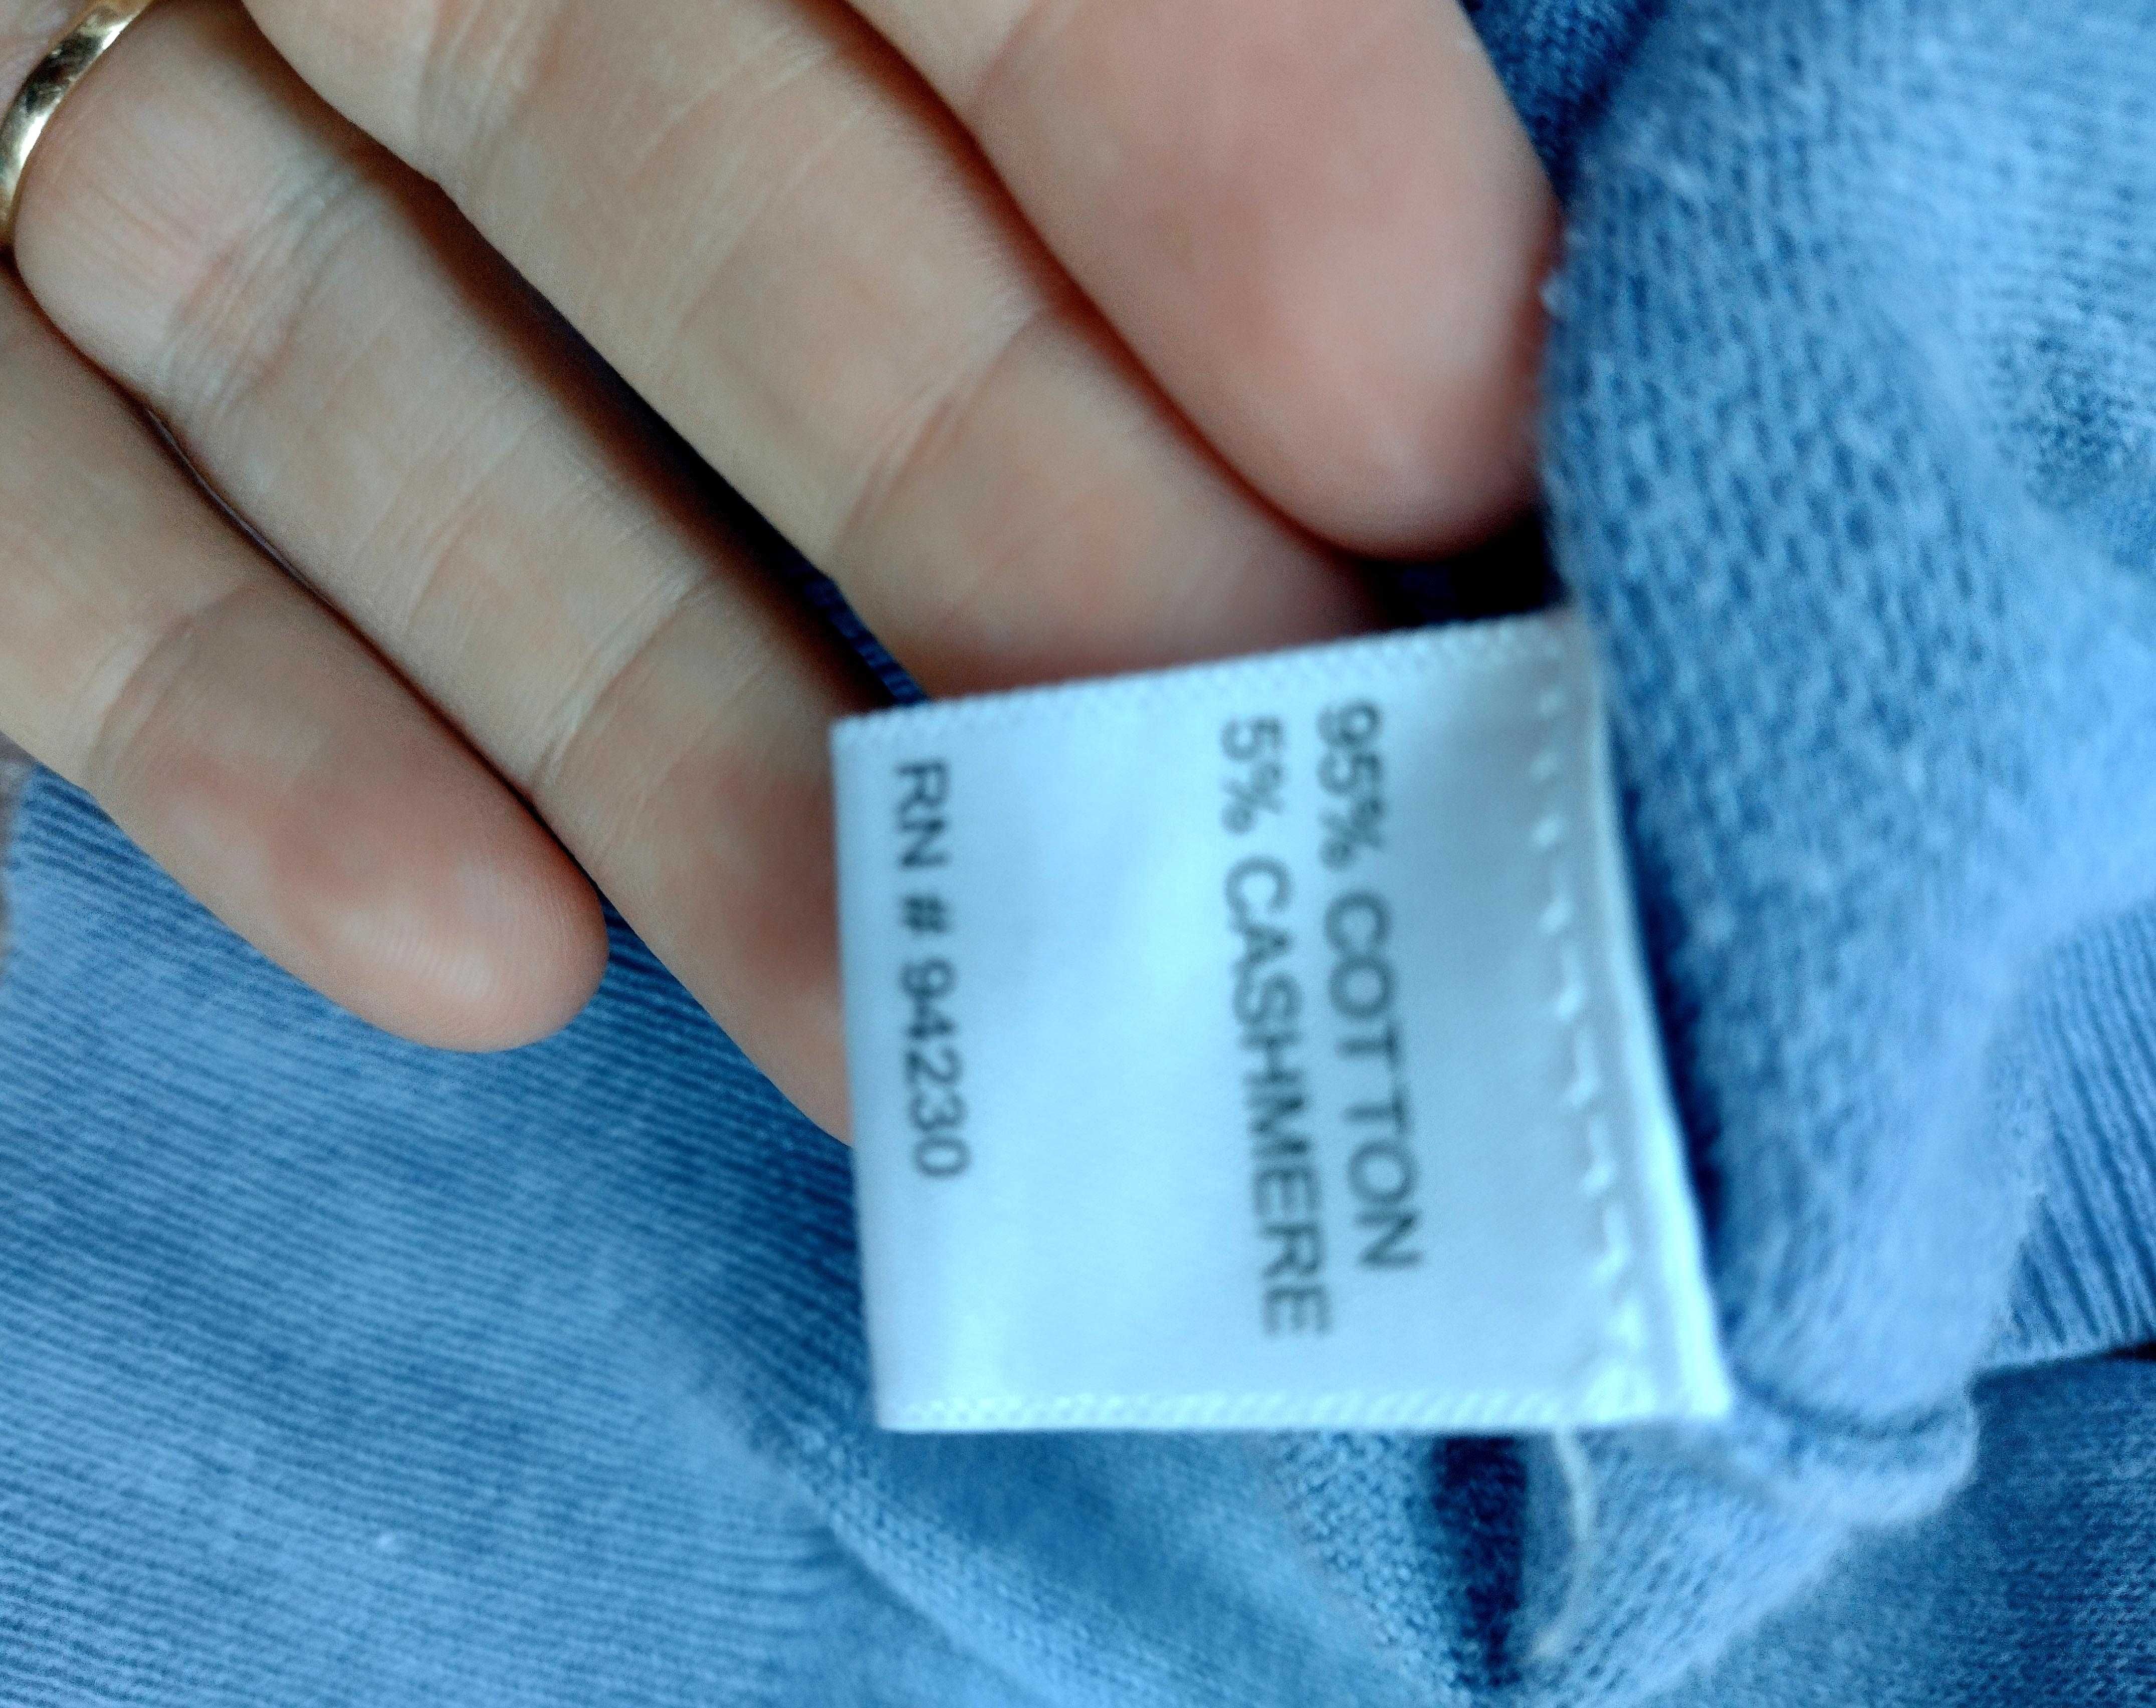 95% COTTON
5% CASHMERE
RN # 94230